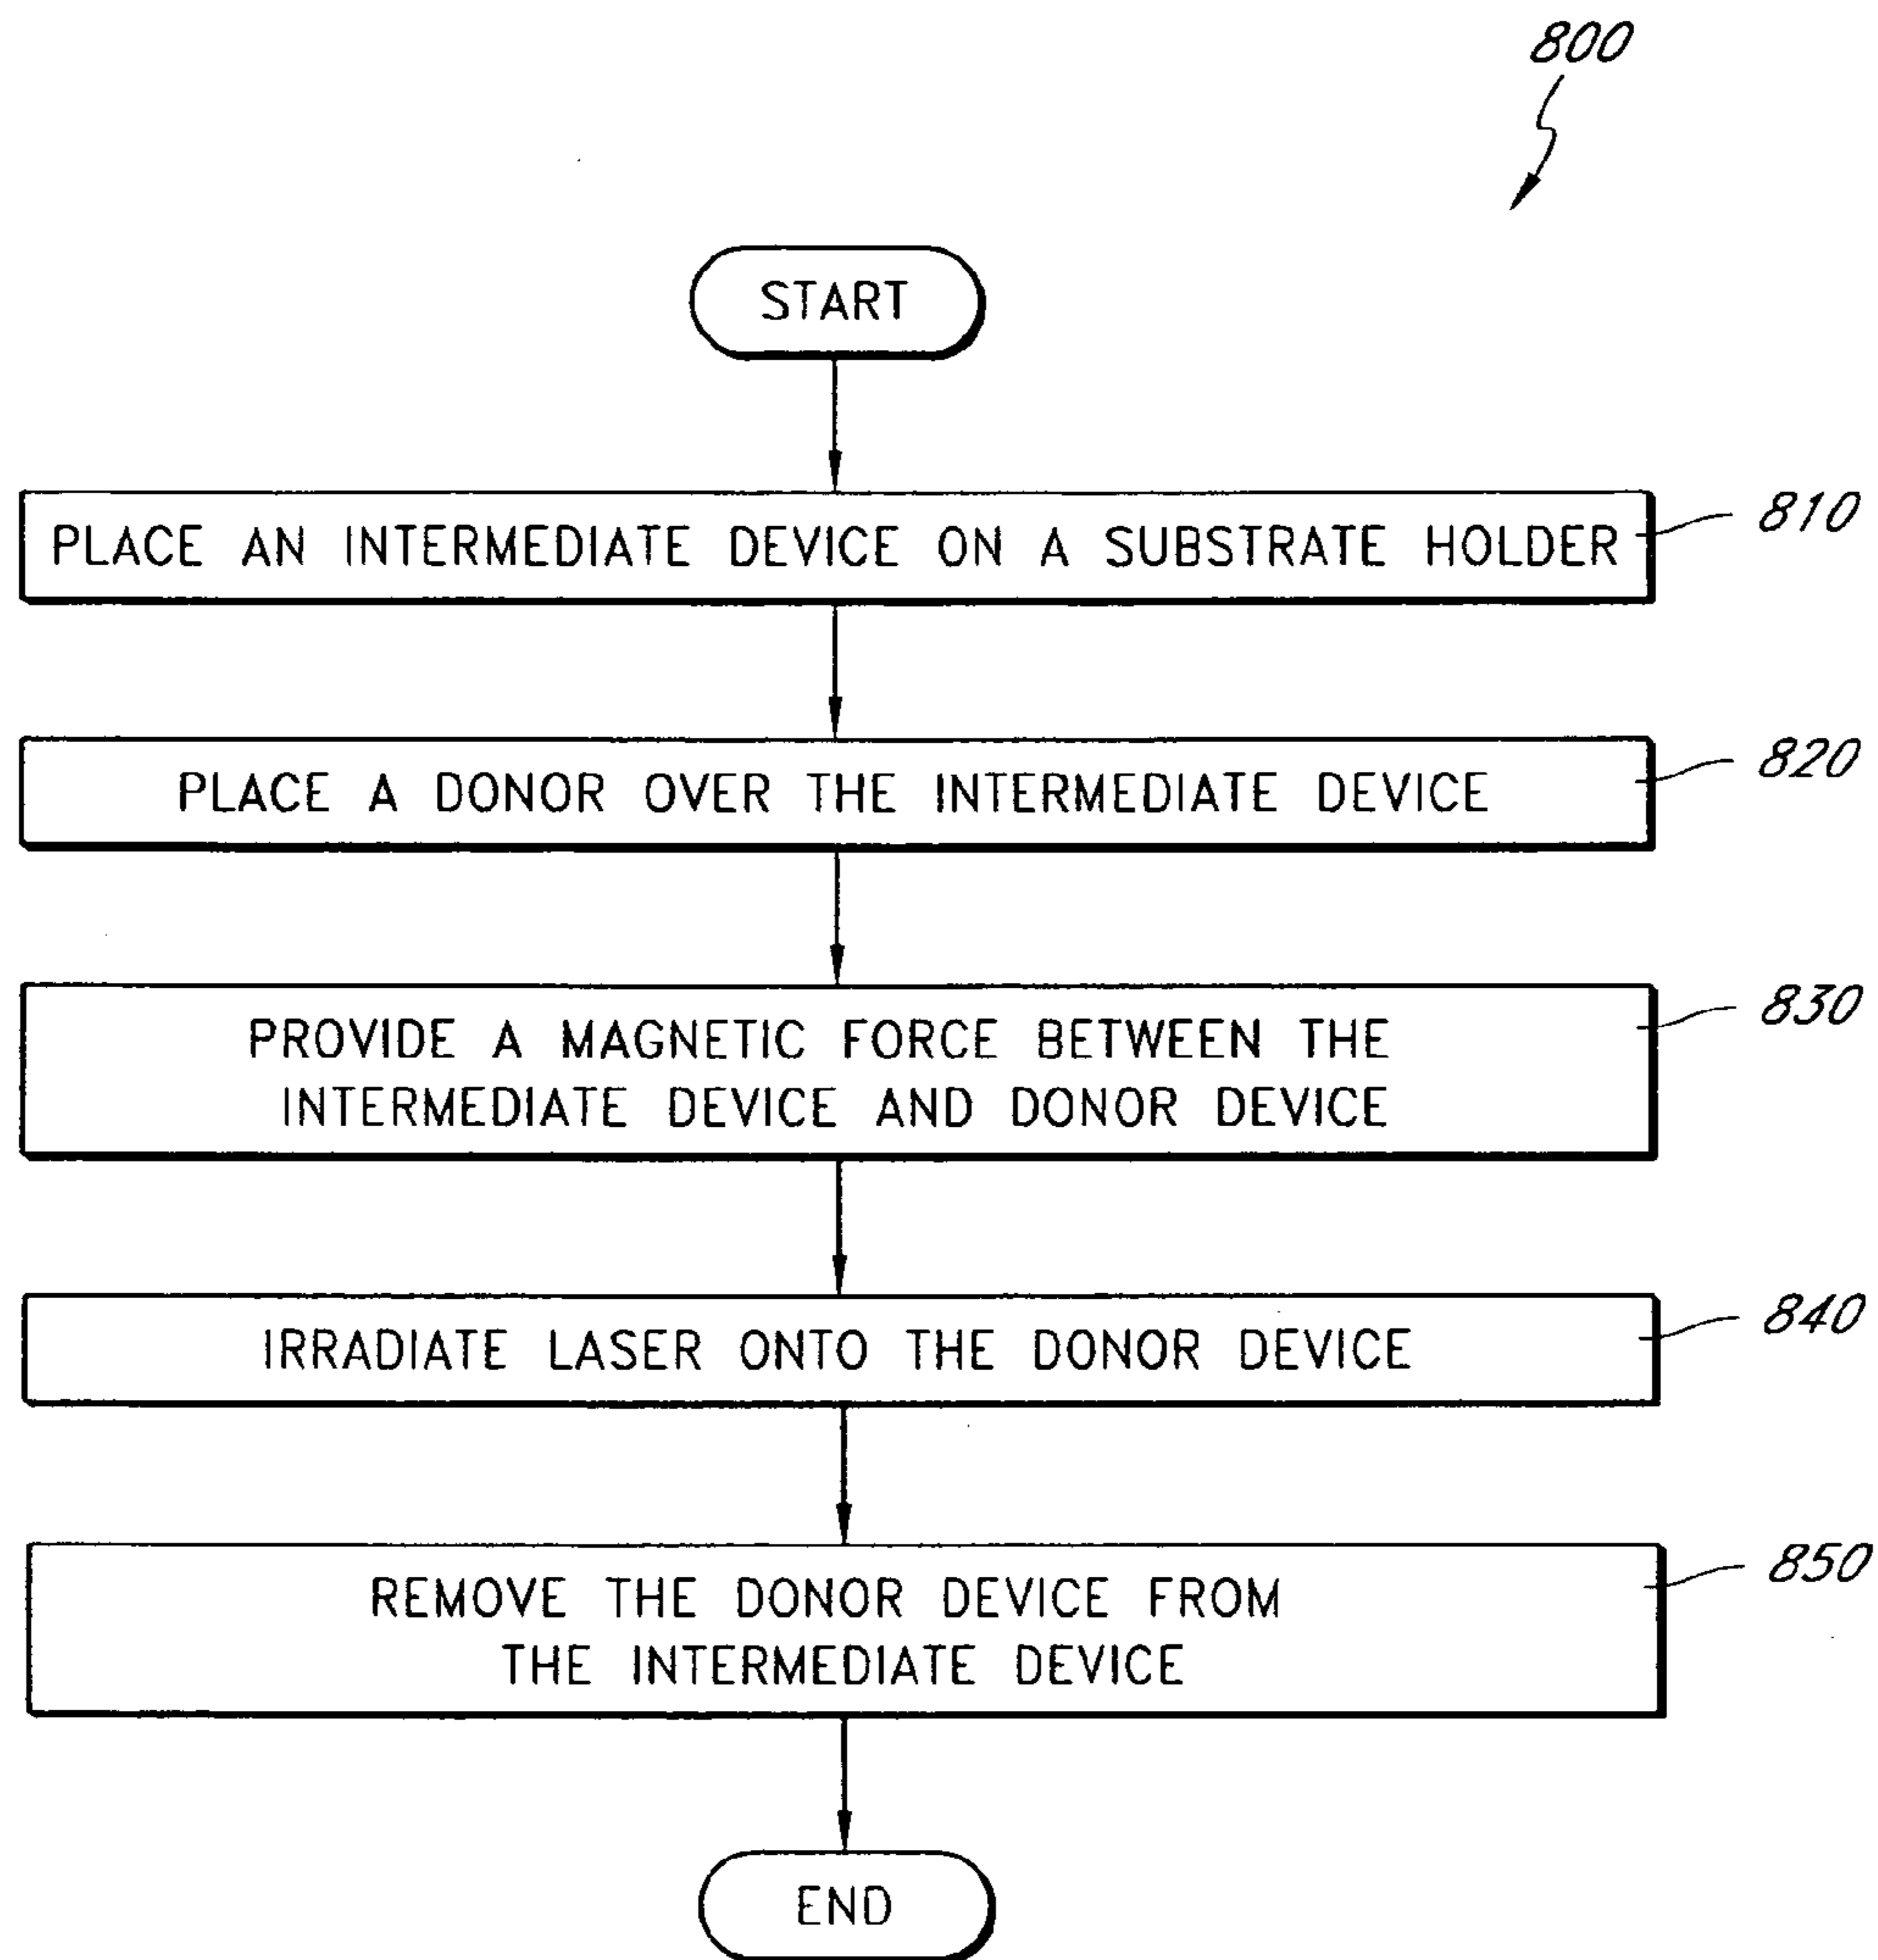 800
START
PLACE AN INTERMEDIATE DEVICE ON A SUBSTRATE HOLDER
810
PLACE A DONOR OVER THE INTERMEDIATE DEVICE
820
PROVIDE A MAGNETIC FORCE BETWEEN THE
INTERMEDIATE DEVICE AND DONOR DEVICE
830
IRRADIATE LASER ONTO THE DONOR DEVICE
840
REMOVE THE DONOR DEVICE FROM
THE INTERMEDIATE DEVICE
850
END